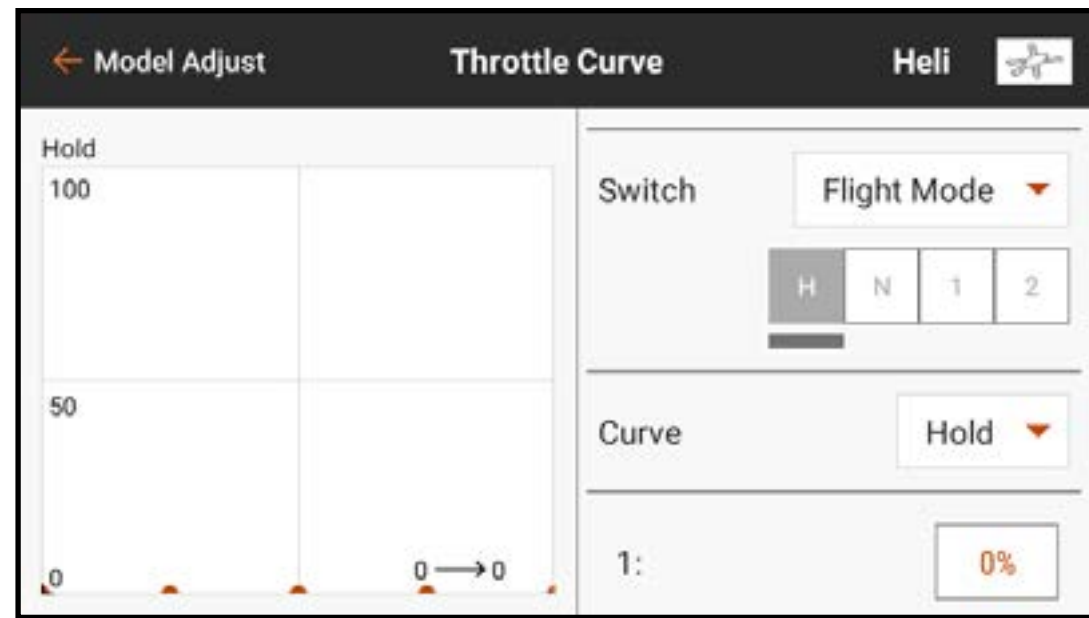 ← Model Adjust Throttle Curve Heli
Hold
100
50
0
0 → 0
Switch Flight Mode
H N 1 2
Curve Hold
1: 0%